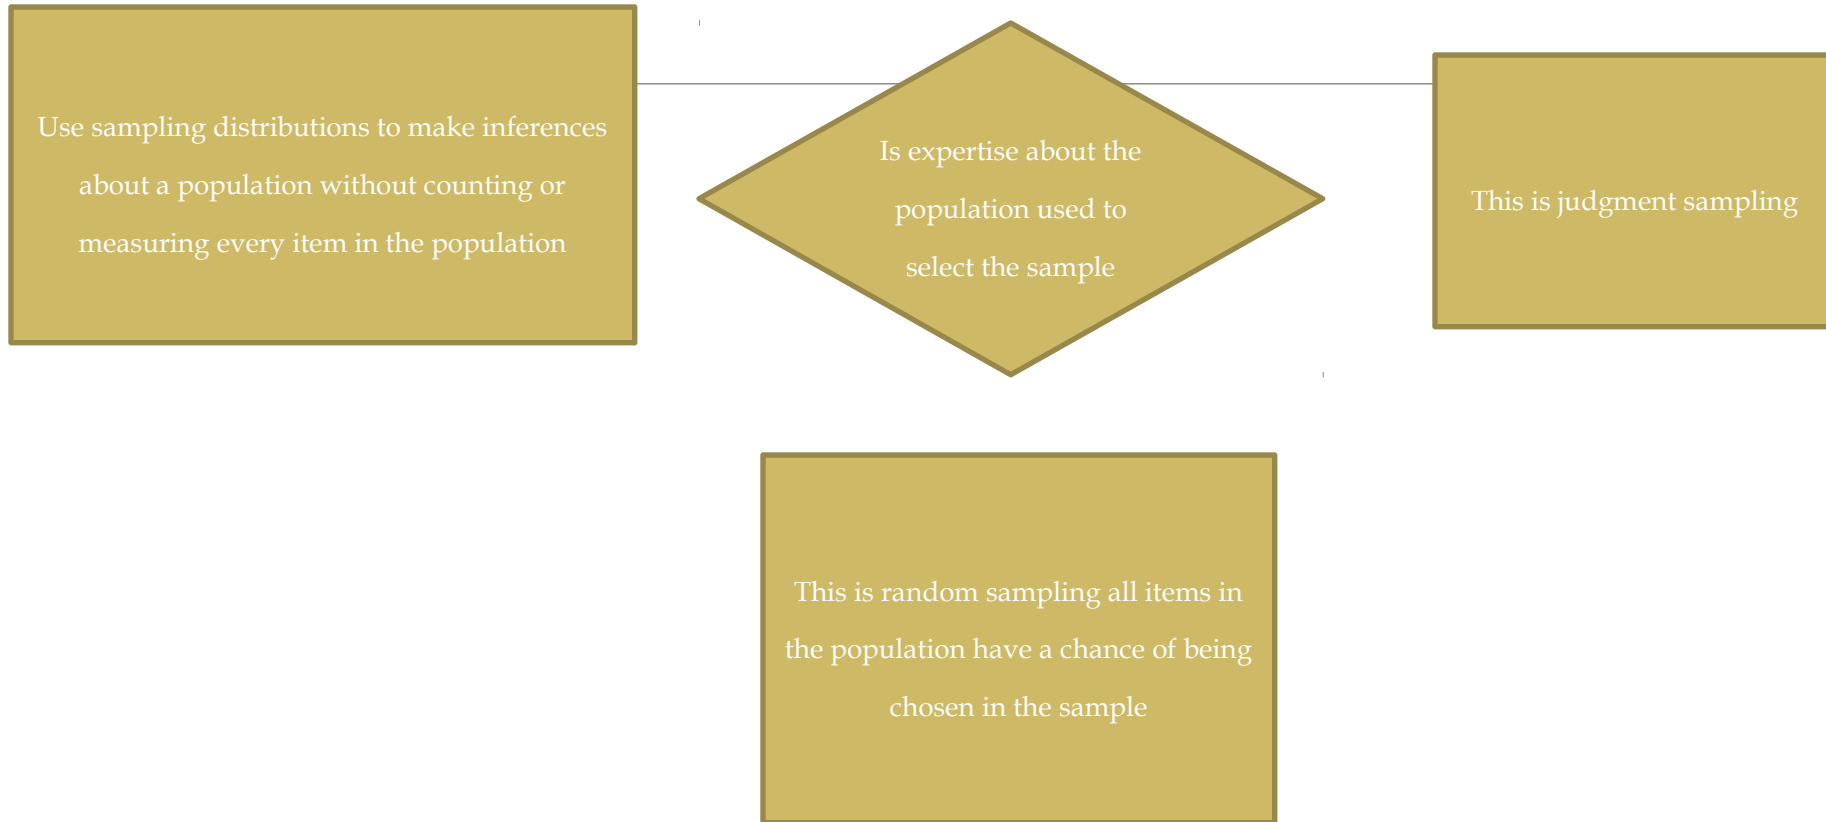 Use sampling distributions to make inferences
about a population without counting or
measuring every item in the population
Is expertise about the
population used to
select the sample
This is judgment sampling
This is random sampling all items in
the population have a chance of being
chosen in the sample